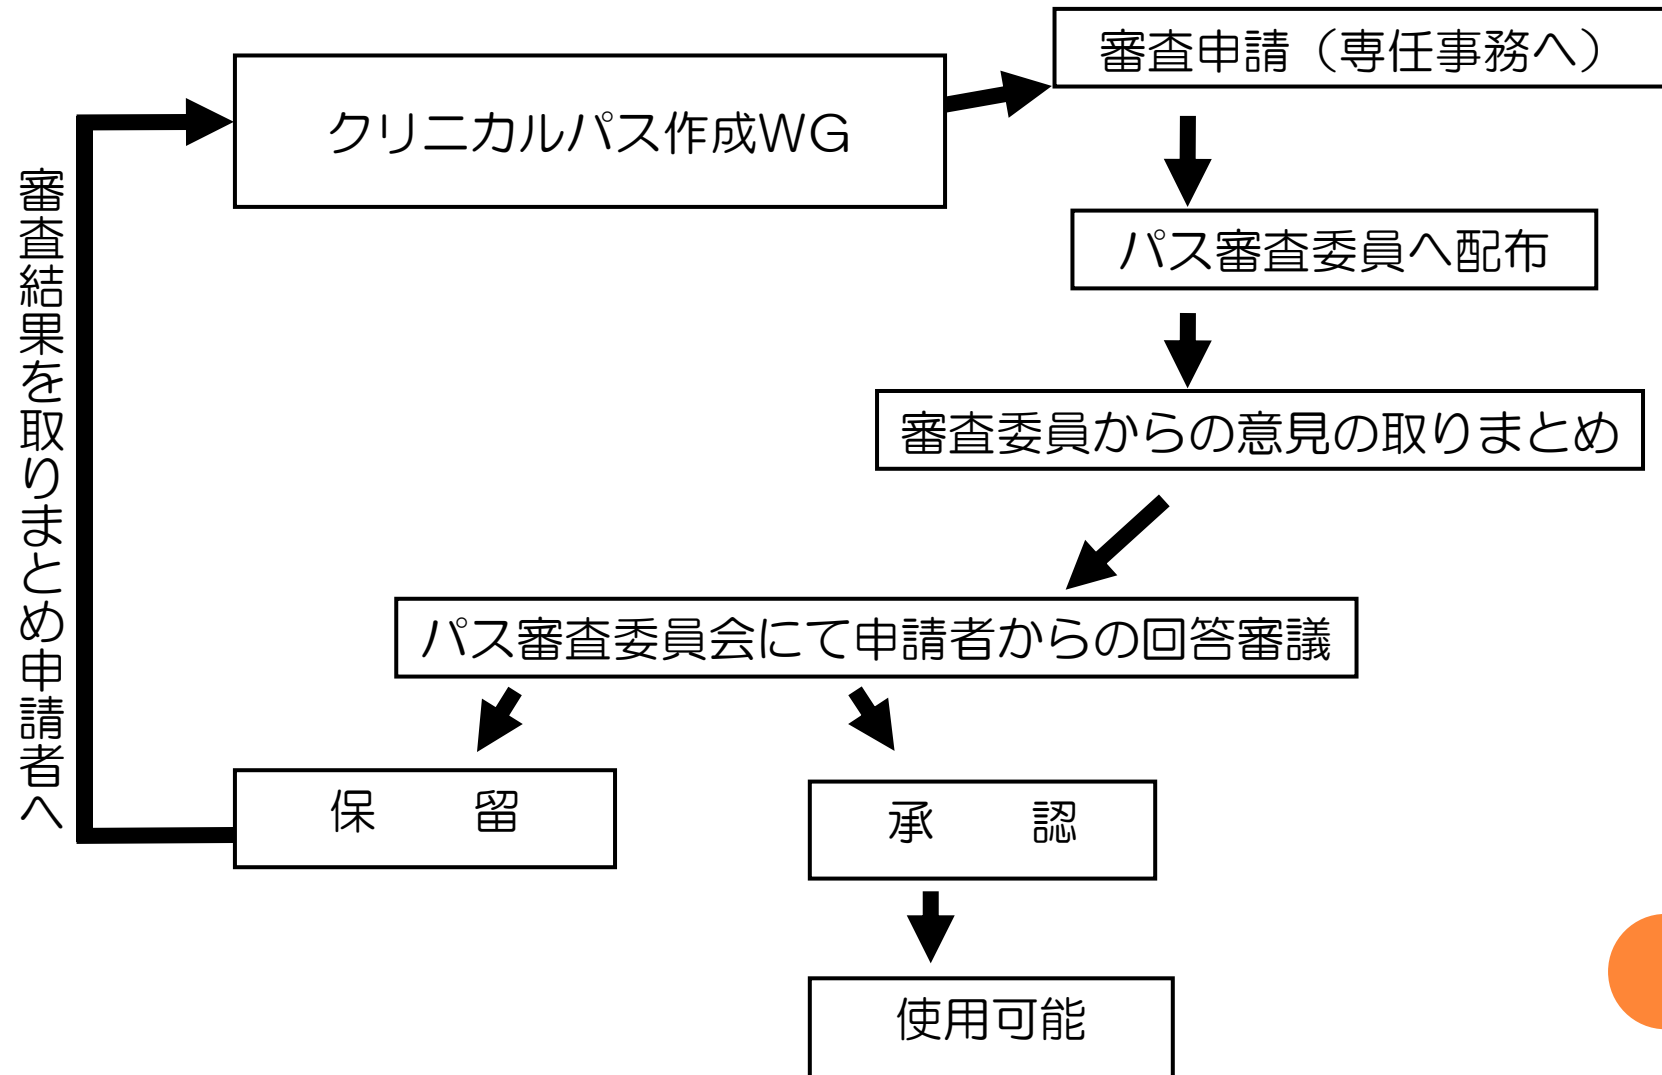 審査申請（専任事務へ）
クリニカルパス作成WG
パス審査委員へ配布
審査委員からの意見の取りまとめ
パス審査委員会にて申請者からの回答審議
保　　留
承　　認
使用可能
審査結果を取りまとめ申請者へ